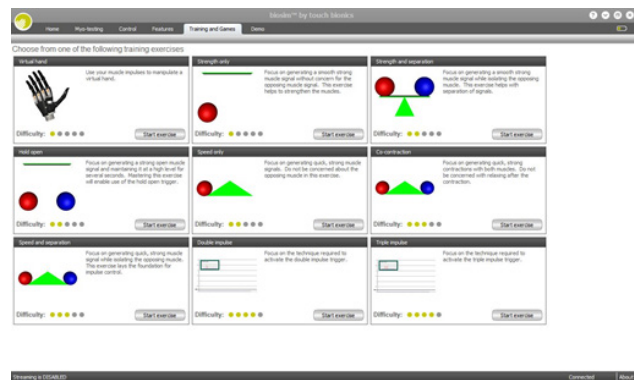 biosim™ by touch bionics
Home Myo-testing Control Features Training and Games Demo
Choose from one of the following training exercises
Virtual hand
Use your muscle impulses to manipulate a
virtual hand.
Difficulty:
Start exercise
Strength only
Focus on generating a smooth strong
muscle signal without concern for the
opposing muscle signal. This exercise
helps to strengthen the muscles.
Difficulty:
Start exercise
Strength and separation
Focus on generating a smooth strong
muscle signal while isolating the opposing
muscle. This exercise helps with
separation of signals.
Difficulty:
Start exercise
Hold open
Focus on generating a strong open muscle
signal and maintaining it at a high level for
several seconds. Mastering this exercise
will enable use of the hold open trigger.
Difficulty:
Start exercise
Speed only
Focus on generating quick, strong muscle
signals. Do not be concerned about the
opposing muscle in this exercise.
Difficulty:
Start exercise
Co-contraction
Focus on generating quick, strong
contractions with both muscles. Do not
be concerned with relaxing after the
contraction.
Difficulty:
Start exercise
Speed and separation
Focus on generating quick, strong muscle
signal while isolating the opposing muscle.
The exercise lays the foundation for
impulse control.
Difficulty:
Start exercise
Double impulse
Focus on the technique required to
activate the double impulse trigger.
Difficulty:
Start exercise
Triple impulse
Focus on the technique required to
activate the triple impulse trigger.
Difficulty:
Start exercise
Streaming is DISABLED
Connected About